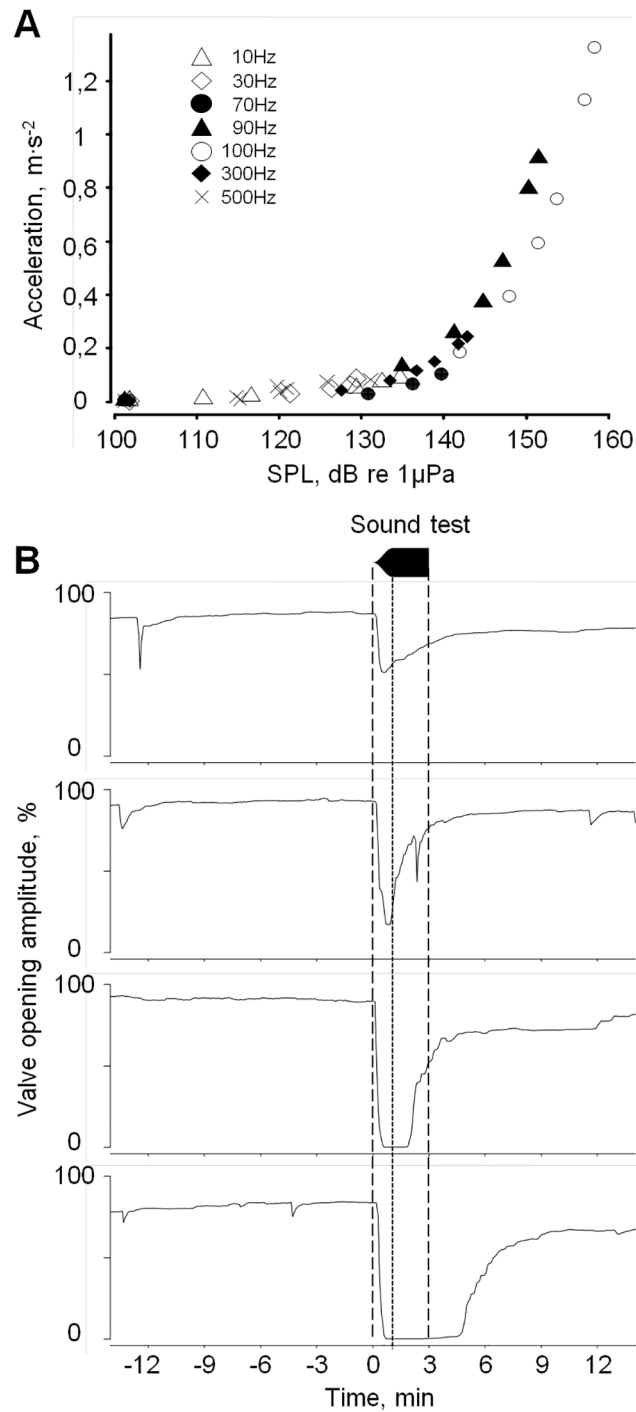 A
Acceleration, m·s⁻²
1,2
1
0,8
0,6
0,4
0,2
0
10Hz
30Hz
70Hz
90Hz
100Hz
300Hz
500Hz
100 110 120 130 140 150 160
SPL, dB re 1µPa
Sound test
B
Valve opening amplitude, %
100
0
100
0
100
0
100
0
-12 -9 -6 -3 0 3 6 9 12
Time, min